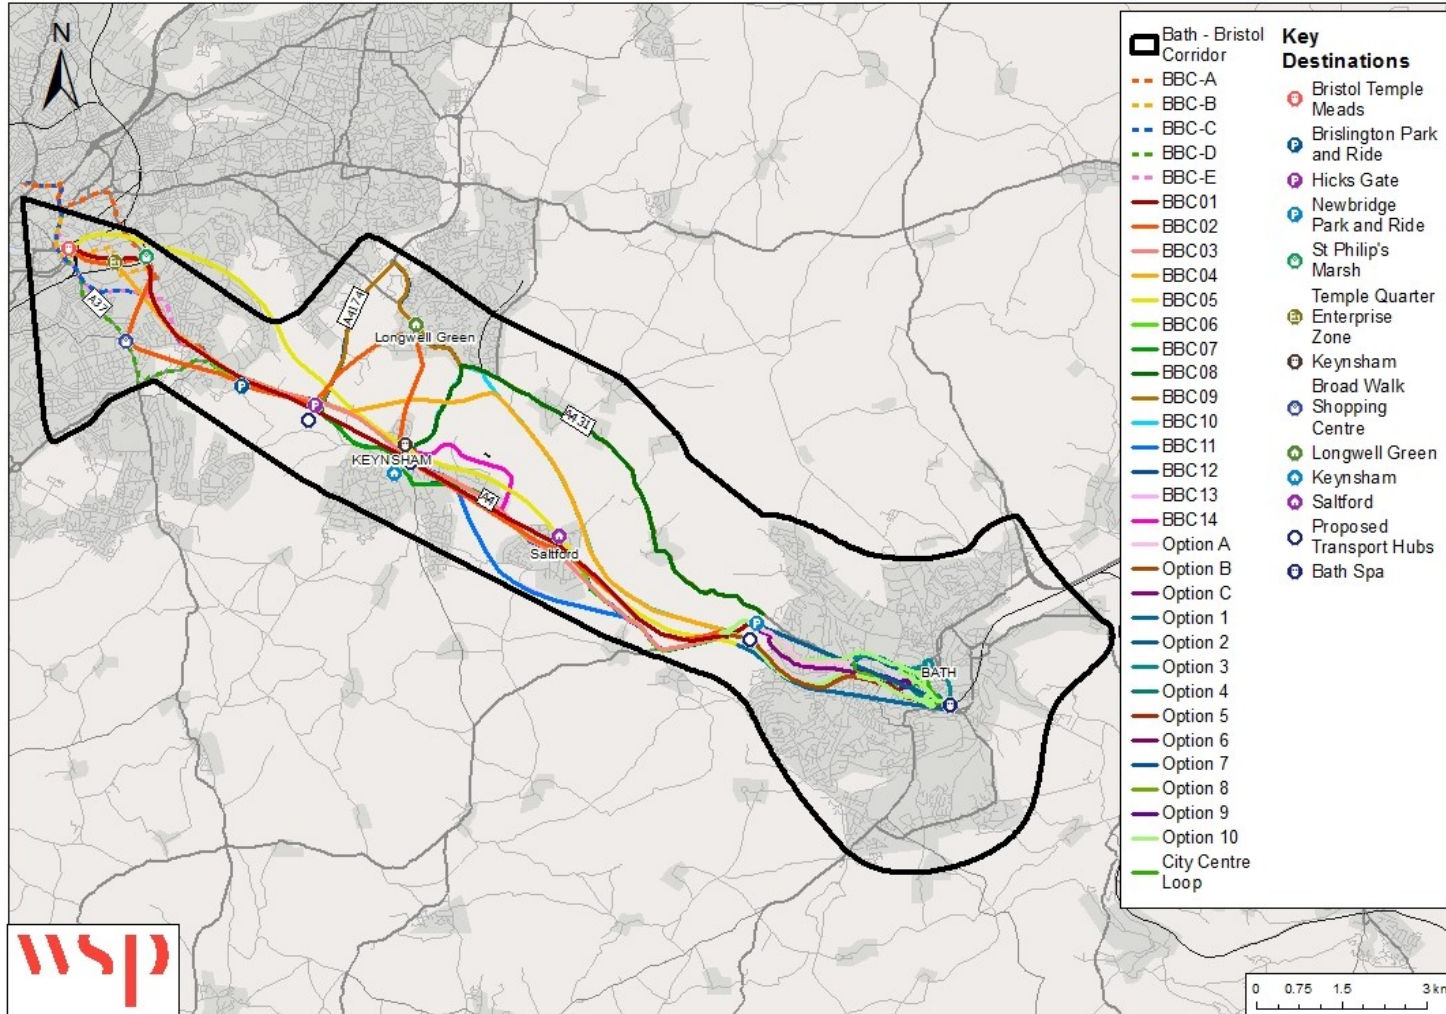 N
A37
A4174
Longwell Green
A431
KEYNSHAM
A4
Saltford
BATH
wsp
Bath - Bristol
Corridor
BBC-A
BBC-B
BBC-C
BBC-D
BBC-E
BBC01
BBC02
BBC03
BBC04
BBC05
BBC06
BBC07
BBC08
BBC09
BBC10
BBC11
BBC12
BBC13
BBC14
Option A
Option B
Option C
Option 1
Option 2
Option 3
Option 4
Option 5
Option 6
Option 7
Option 8
Option 9
Option 10
City Centre
Loop
Key
Destinations
Bristol Temple
Meads
Brislington Park
and Ride
Hicks Gate
Newbridge
Park and Ride
St Philip's
Marsh
Temple Quarter
Enterprise
Zone
Keynsham
Broad Walk
Shopping
Centre
Longwell Green
Keynsham
Saltford
Proposed
Transport Hubs
Bath Spa
0 0.75 1.5 3 km